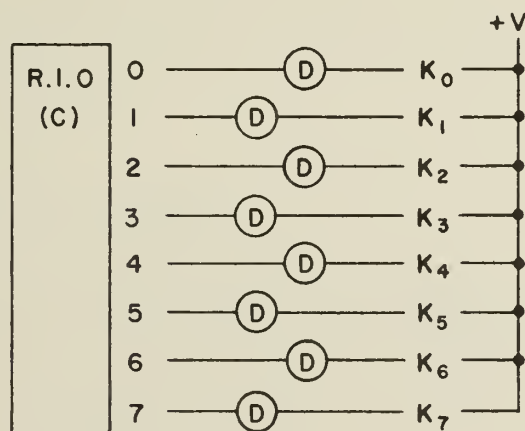 +V
R.I.O 0 D K₀
(C) 1 D K₁
2 D K₂
3 D K₃
4 D K₄
5 D K₅
6 D K₆
7 D K₇